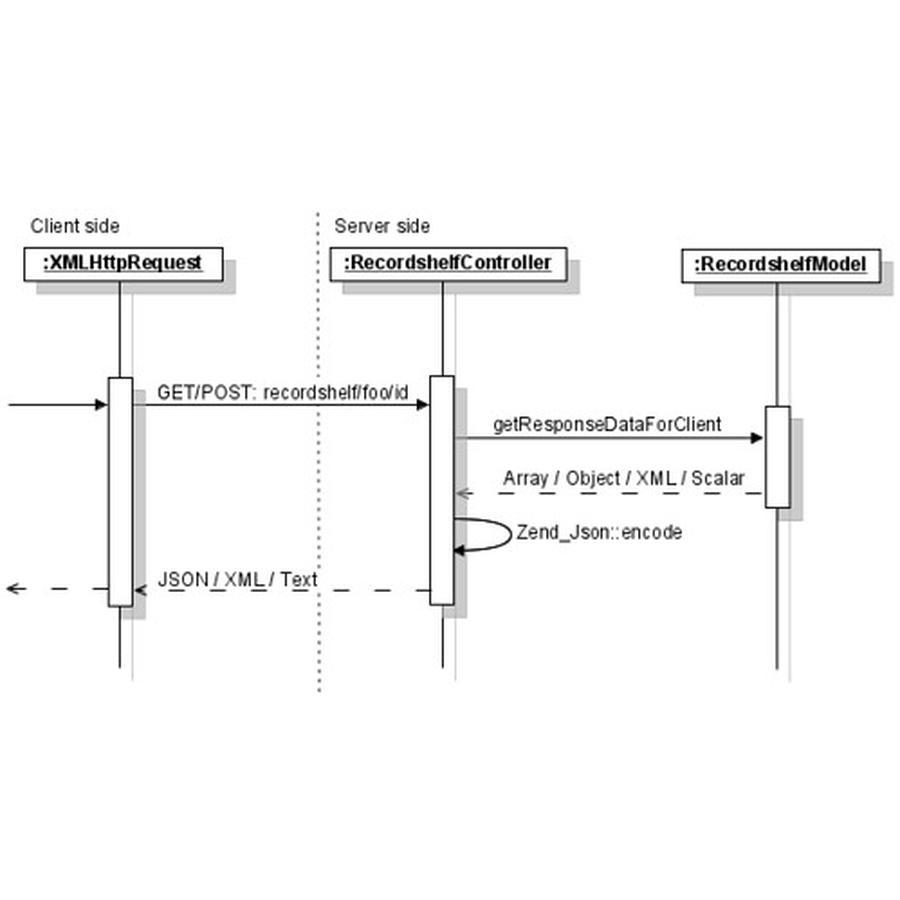 Client side
Server side
:XMLHttpRequest
:RecordshelfController
:RecordshelfModel
GET/POST: recordshelf/foo/id
getResponseDataForClient
Array / Object / XML / Scalar
Zend_Json::encode
JSON / XML / Text